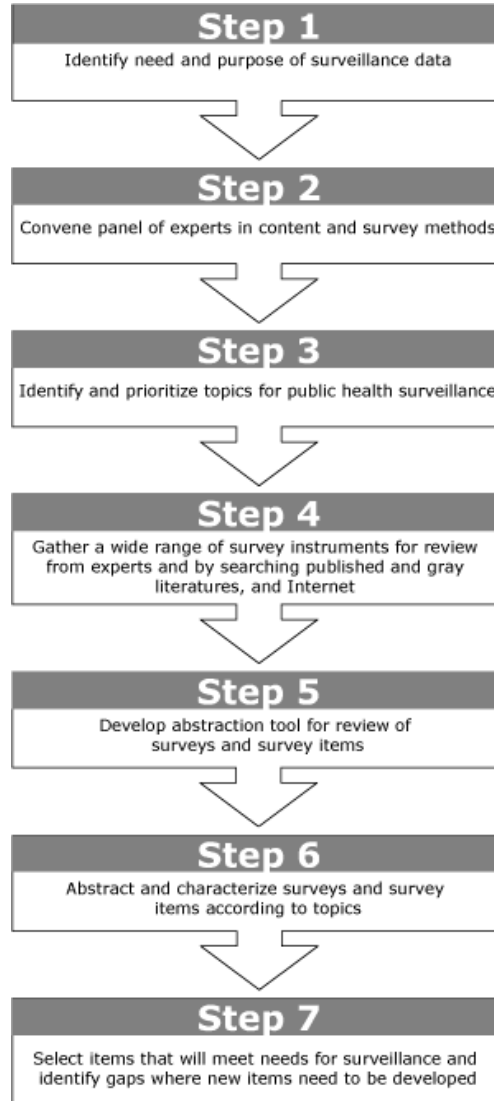 Step 1
Identify need and purpose of surveillance data
Step 2
Convene panel of experts in content and survey methods
Step 3
Identify and prioritize topics for public health surveillance
Step 4
Gather a wide range of survey instruments for review
from experts and by searching published and gray
literatures, and Internet
Step 5
Develop abstraction tool for review of
surveys and survey items
Step 6
Abstract and characterize surveys and survey
items according to topics
Step 7
Select items that will meet needs for surveillance and
identify gaps where new items need to be developed